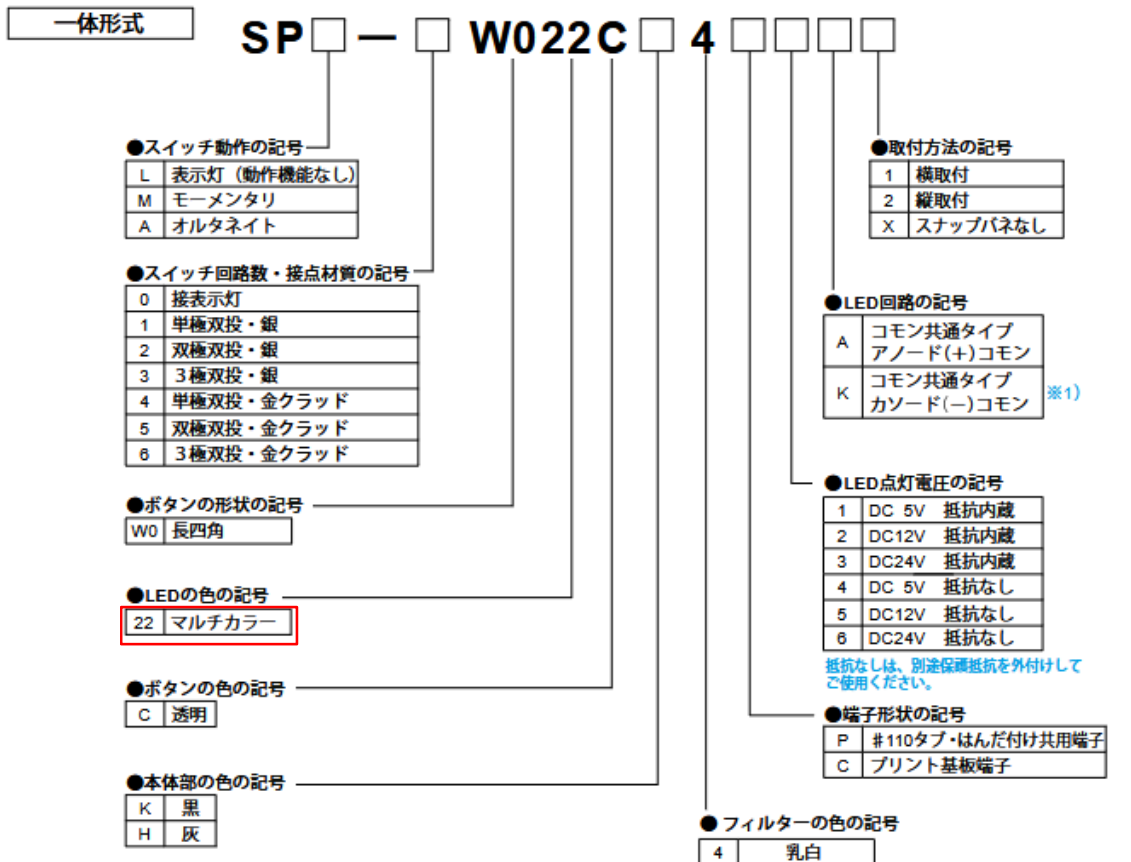 一体形式
SP□－□ W022C□4□□□□
●スイッチ動作の記号
L 表示灯（動作機能なし）
M モーメンタリ
A オルタネイト
●スイッチ回路数・接点材質の記号
0 接表示灯
1 単極双投・銀
2 双極双投・銀
3 ３極双投・銀
4 単極双投・金クラッド
5 双極双投・金クラッド
6 ３極双投・金クラッド
●ボタンの形状の記号
W0 長四角
●LEDの色の記号
22 マルチカラー
●ボタンの色の記号
C 透明
●本体部の色の記号
K 黒
H 灰
●取付方法の記号
1 横取付
2 縦取付
X スナップバネなし
●LED回路の記号
A コモン共通タイプ
アノード(+)コモン
K コモン共通タイプ
カソード(－)コモン ※1)
●LED点灯電圧の記号
1 DC 5V 抵抗内蔵
2 DC12V 抵抗内蔵
3 DC24V 抵抗内蔵
4 DC 5V 抵抗なし
5 DC12V 抵抗なし
6 DC24V 抵抗なし
抵抗なしは、別途保護抵抗を外付けして
ご使用ください。
●端子形状の記号
P ＃110タブ・はんだ付け共用端子
C プリント基板端子
● フィルターの色の記号
4 乳白